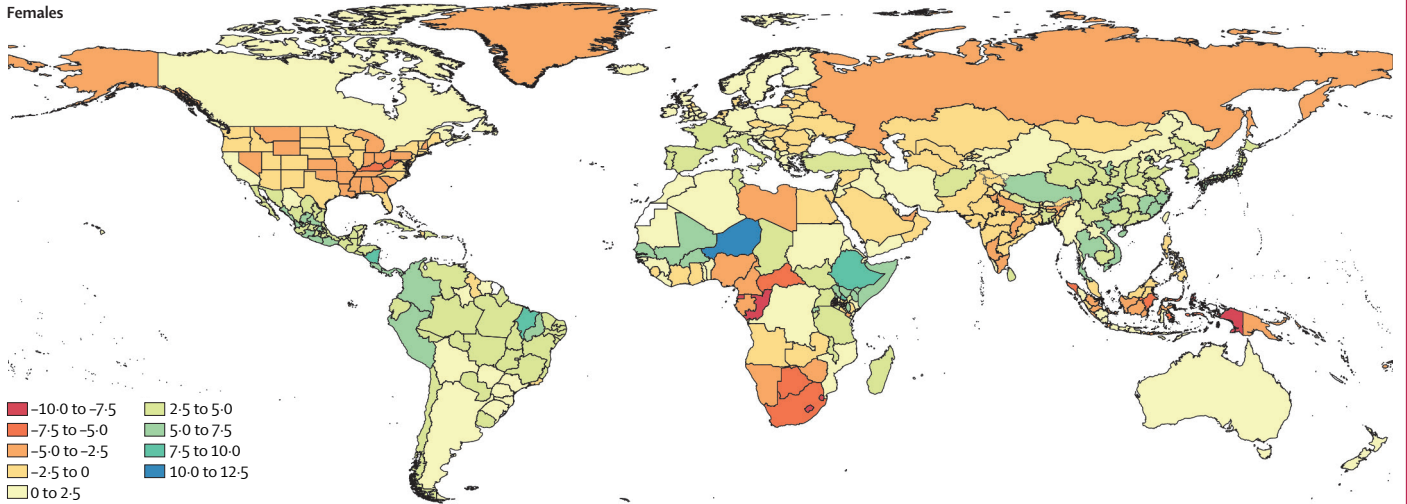 Females
–10·0 to –7·5
–7·5 to –5·0
–5·0 to –2·5
–2·5 to 0
0 to 2·5
2·5 to 5·0
5·0 to 7·5
7·5 to 10·0
10·0 to 12·5